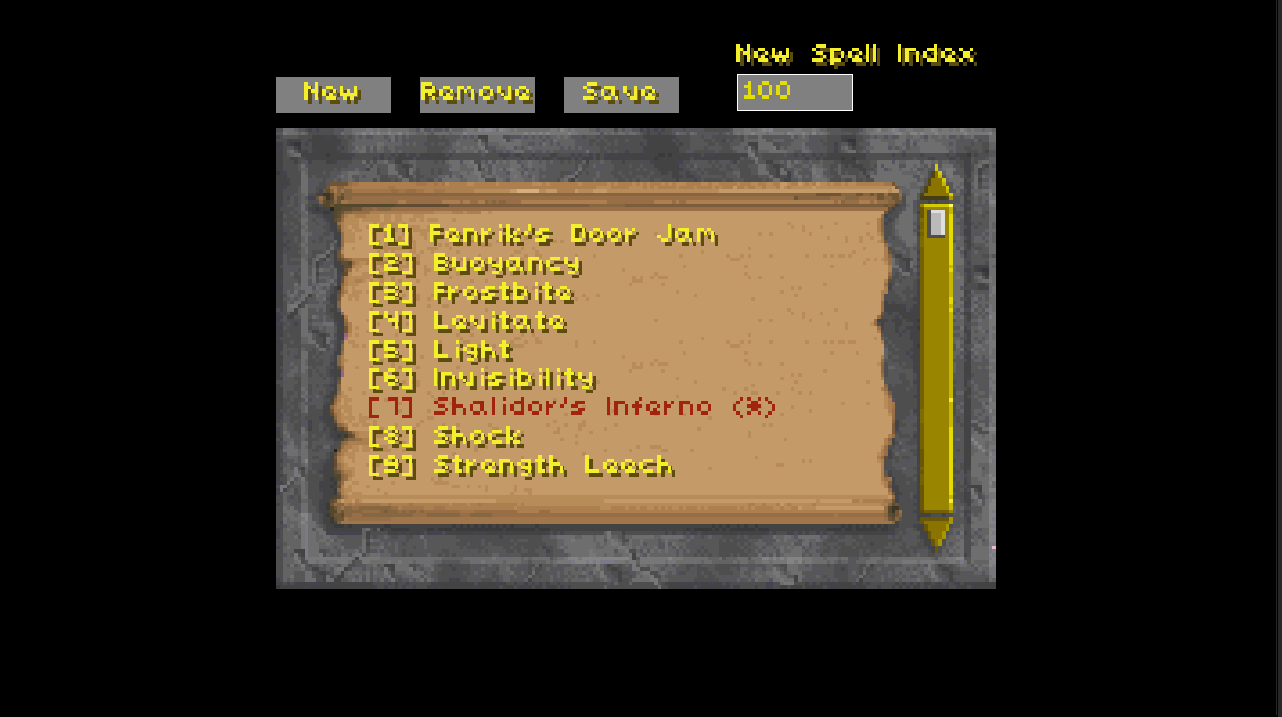 New Spell Index
New Remove Save 100
[1] Fenrik's Door Jam
[2] Buoyancy
[3] Frostbite
[4] Levitate
[5] Light
[6] Invisibility
[7] Shalidor's Inferno (*)
[8] Shock
[9] Strength Leech